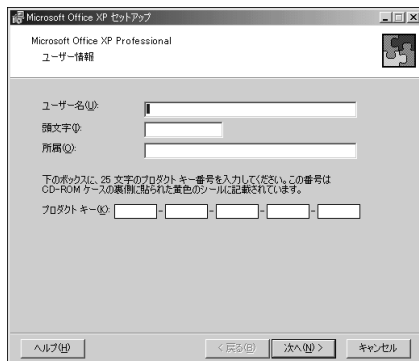 Microsoft Office XP セットアップ
Microsoft Office XP Professional
ユーザー情報
ユーザー名(U):
頭文字(I):
所属(O):
下のボックスに、25 文字のプロダクト キー番号を入力してください。この番号は
CD-ROM ケースの裏側に貼られた黄色のシールに記載されています。
プロダクト キー(K): - - - -
ヘルプ(H) < 戻る(B) 次へ(N) > キャンセル